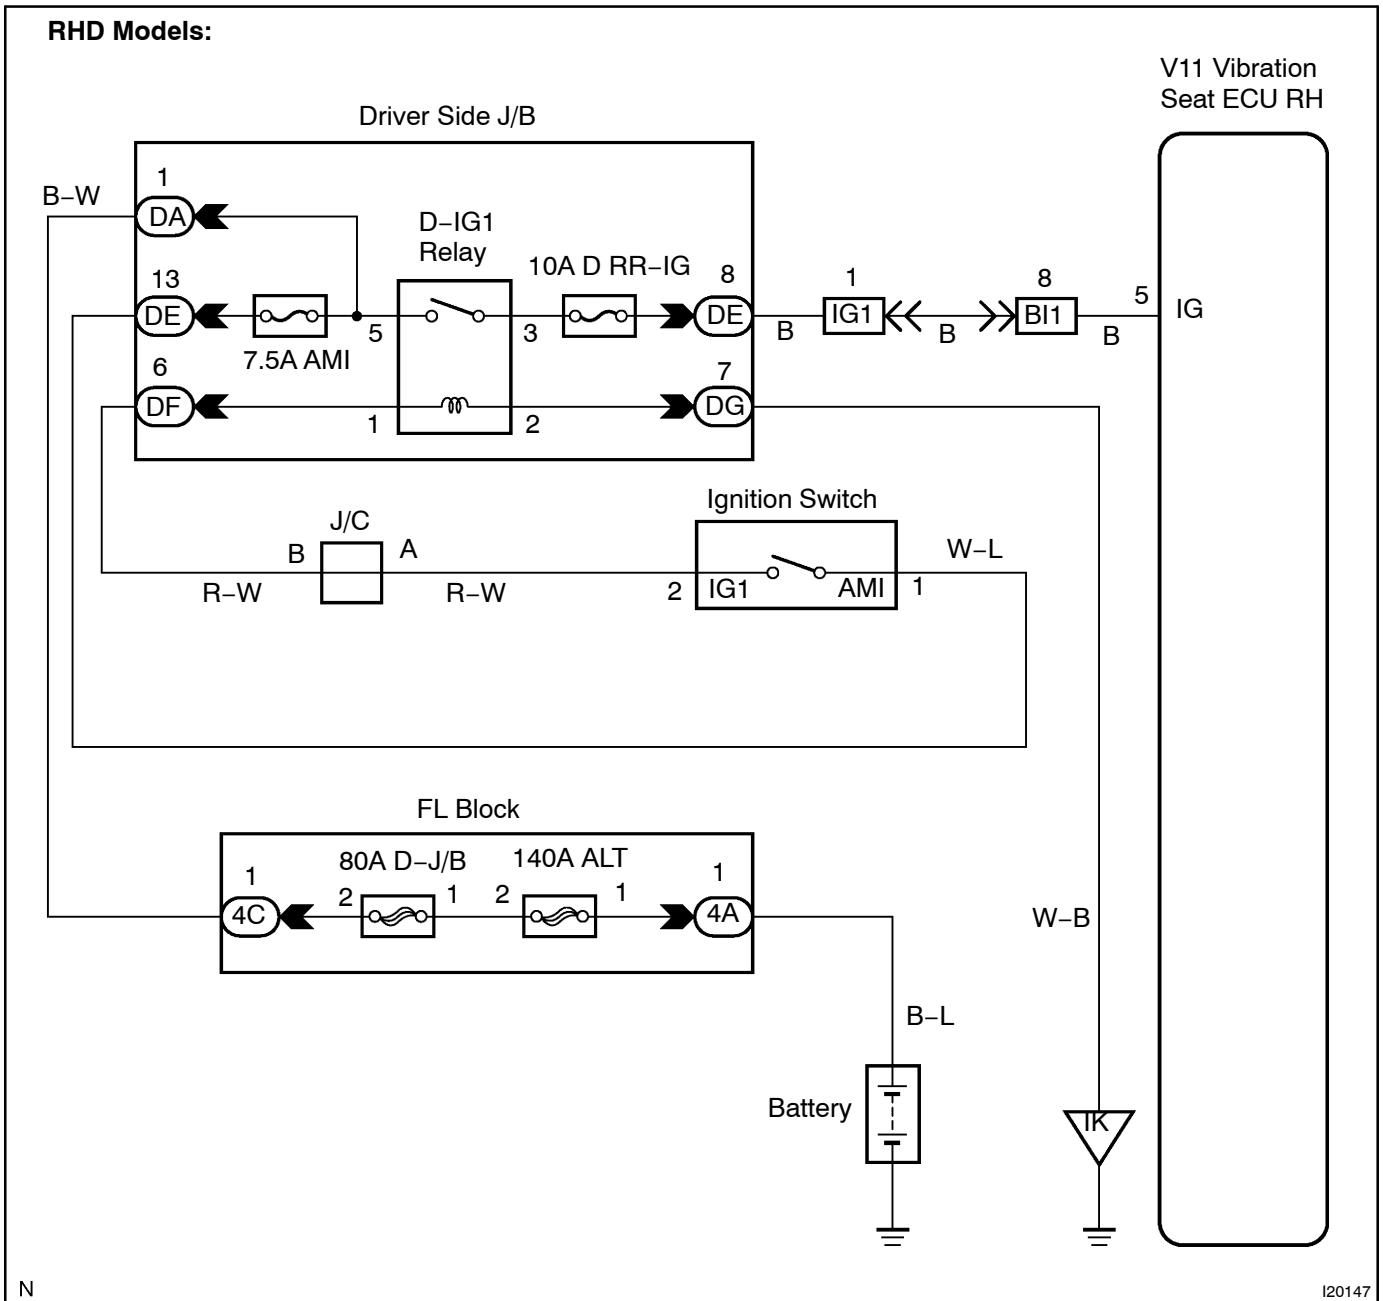 RHD Models:
V11 Vibration
Seat ECU RH
Driver Side J/B
1
B−W
DA
D−IG1
Relay
10A D RR−IG
13
8
1
8
5
DE
DE
IG1
BI1
IG
5
3
B
B
B
7.5A AMI
6
7
DF
DG
1
2
Ignition Switch
J/C
B
A
W−L
2
IG1
AMI
1
R−W
R−W
FL Block
80A D−J/B
140A ALT
1
2
1
2
1
1
4C
4A
W−B
B−L
Battery
IK
N
I20147